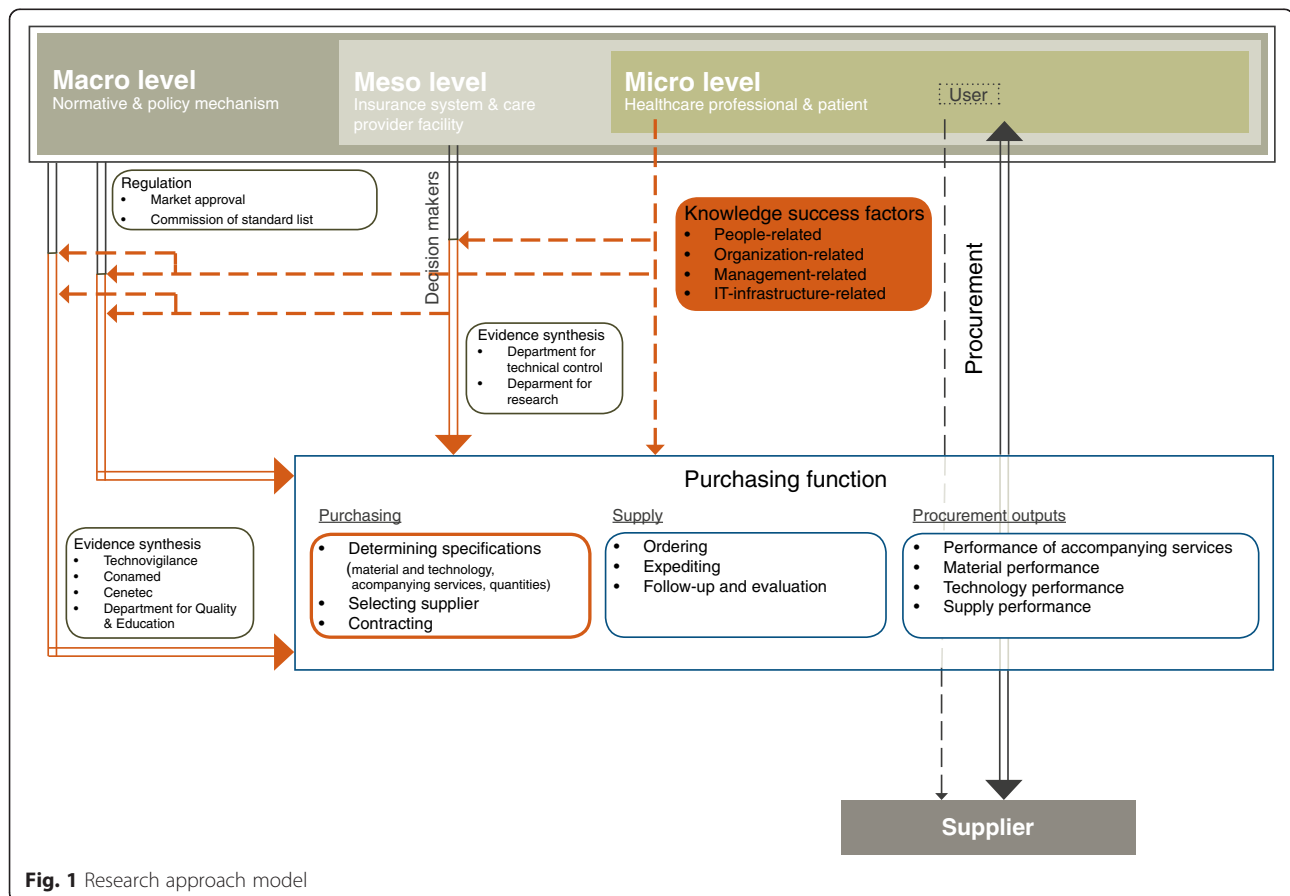 Macro level
Normative & policy mechanism
Meso level
Insurance system & care
provider facility
Micro level
Healthcare professional & patient
User
Regulation
• Market approval
• Commission of standard list
Decision makers
Knowledge success factors
• People-related
• Organization-related
• Management-related
• IT-infrastructure-related
Procurement
Evidence synthesis
• Department for
technical control
• Deparment for
research
Purchasing function
Purchasing
• Determining specifications
(material and technology,
acompanying services, quantities)
• Selecting supplier
• Contracting
Supply
• Ordering
• Expediting
• Follow-up and evaluation
Procurement outputs
• Performance of accompanying services
• Material performance
• Technology performance
• Supply performance
Evidence synthesis
• Technovigilance
• Conamed
• Cenetec
• Department for Quality
& Education
Supplier
Fig. 1 Research approach model